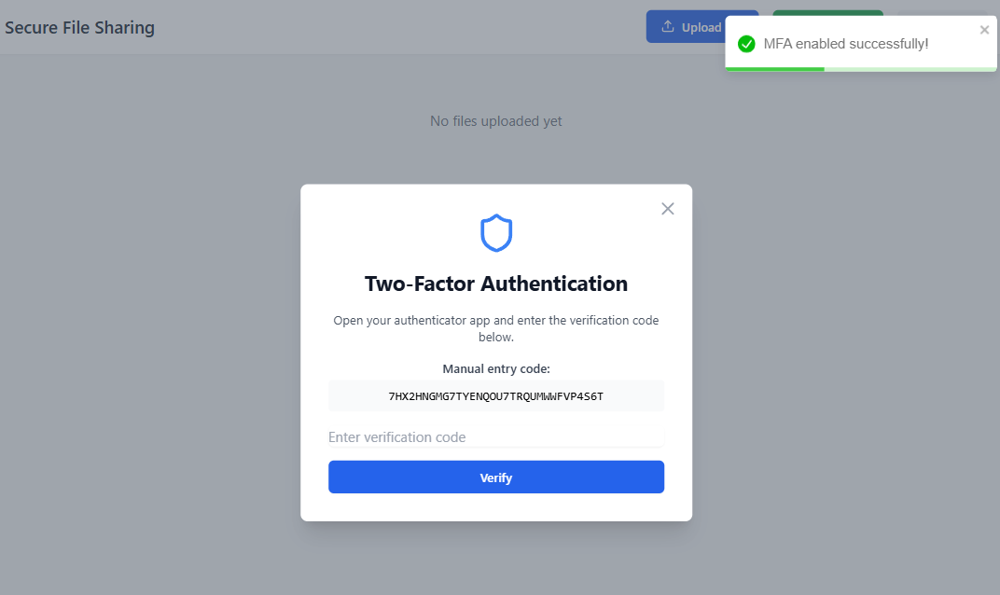 Secure File Sharing
Upload
MFA enabled successfully!
No files uploaded yet
Two-Factor Authentication
Open your authenticator app and enter the verification code
below.
Manual entry code:
7HX2HNGMG7TYENQOU7TRQUMWWFVP4S6T
Enter verification code
Verify